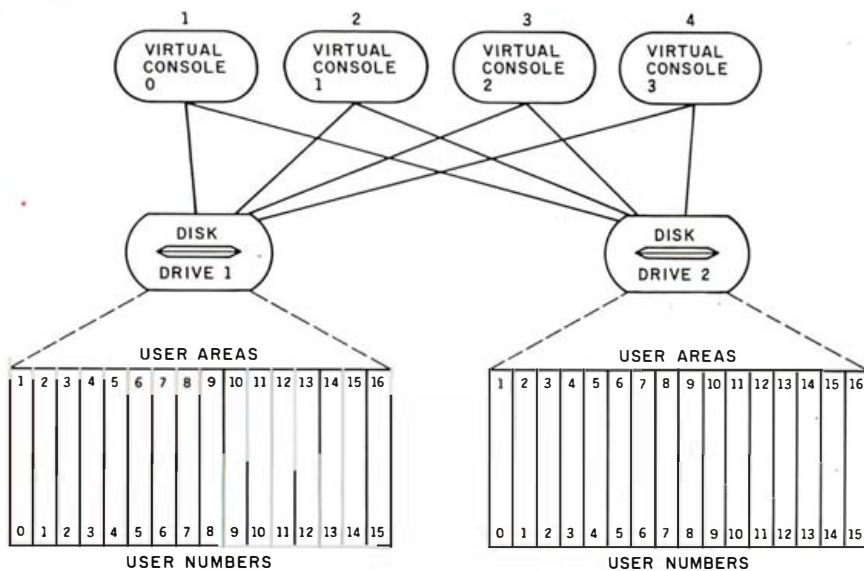 1 2 3 4
VIRTUAL CONSOLE 0
VIRTUAL CONSOLE 1
VIRTUAL CONSOLE 2
VIRTUAL CONSOLE 3
DISK
DRIVE 1
DISK
DRIVE 2
USER AREAS
1 2 3 4 5 6 7 8 9 10 11 12 13 14 15 16
0 1 2 3 4 5 6 7 8 9 10 11 12 13 14 15
USER NUMBERS
USER AREAS
1 2 3 4 5 6 7 8 9 10 11 12 13 14 15 16
0 1 2 3 4 5 6 7 8 9 10 11 12 13 14 15
USER NUMBERS